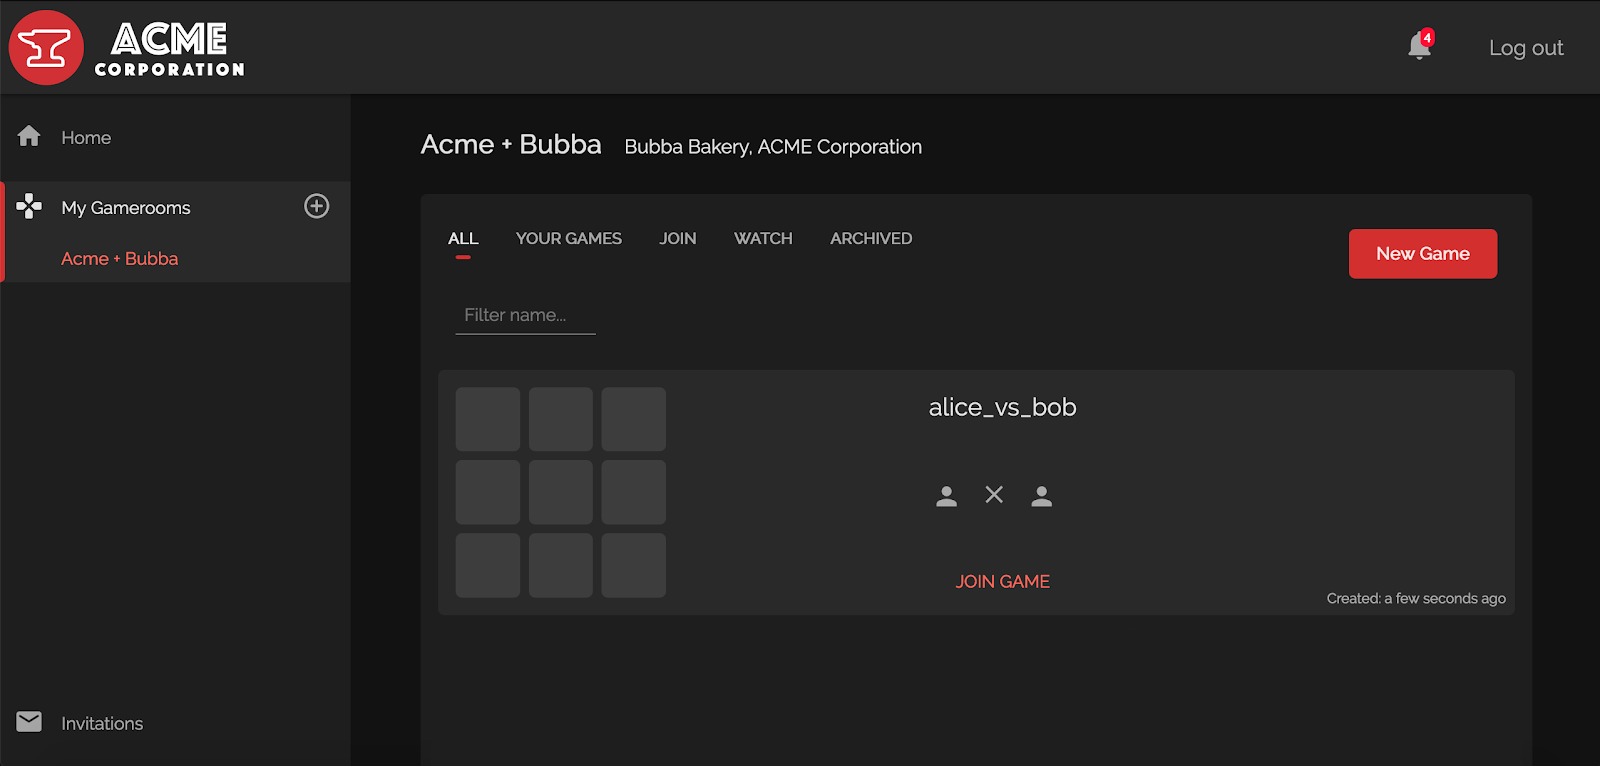 ACME
CORPORATION
4
Log out
Home
My Gamerooms
Acme + Bubba
Invitations
Acme + Bubba Bubba Bakery, ACME Corporation
ALL YOUR GAMES JOIN WATCH ARCHIVED
New Game
Filter name...
alice_vs_bob
JOIN GAME
Created: a few seconds ago